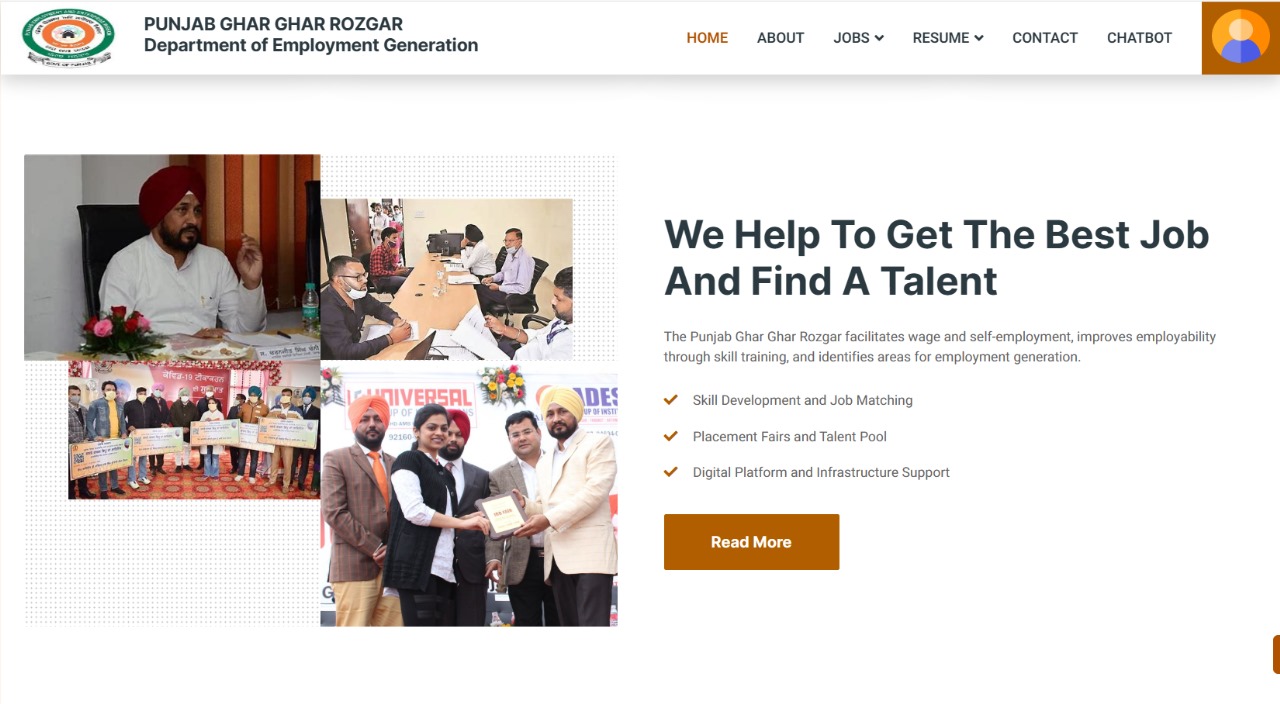 PUNJAB GHAR GHAR ROZGAR
Department of Employment Generation
HOME ABOUT JOBS RESUME CONTACT CHATBOT
ਕੋਵਿਡ-19 ਟੀਕਾਕਰਨ
UNIVERSAL
ADES
92160
We Help To Get The Best Job
And Find A Talent
The Punjab Ghar Ghar Rozgar facilitates wage and self-employment, improves employability
through skill training, and identifies areas for employment generation.
Skill Development and Job Matching
Placement Fairs and Talent Pool
Digital Platform and Infrastructure Support
Read More